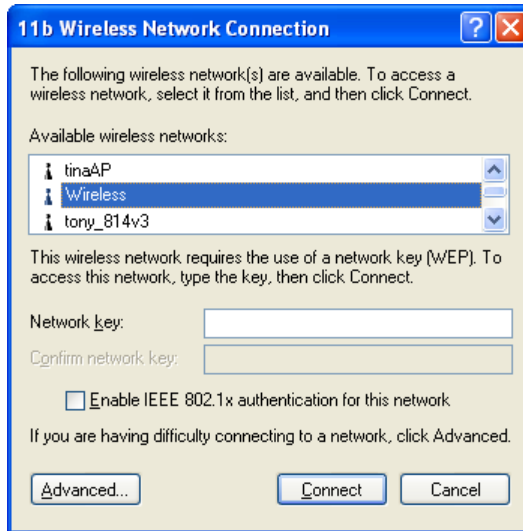 11b Wireless Network Connection
The following wireless network(s) are available. To access a
wireless network, select it from the list, and then click Connect.
Available wireless networks:
tinaAP
Wireless
tony_814v3
This wireless network requires the use of a network key (WEP). To
access this network, type the key, then click Connect.
Network key:
Confirm network key:
Enable IEEE 802.1x authentication for this network
If you are having difficulty connecting to a network, click Advanced.
Advanced... Connect Cancel